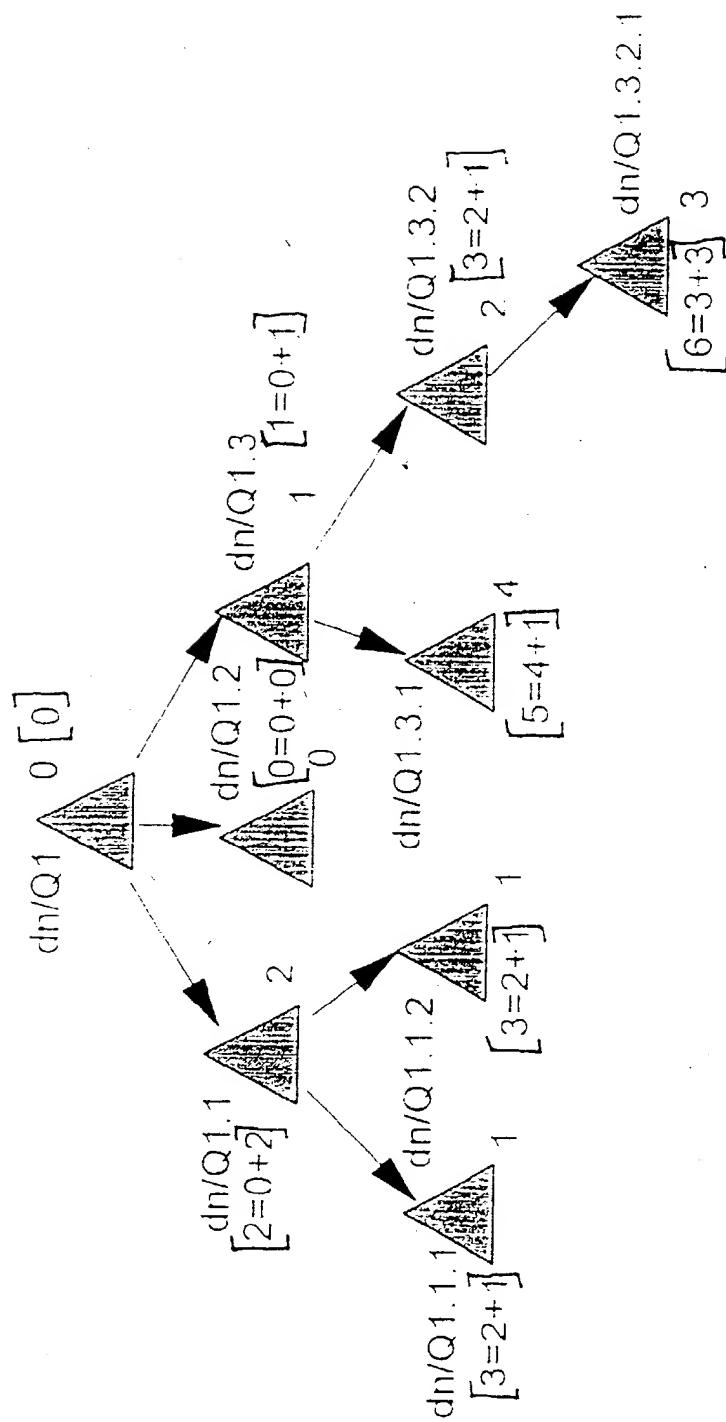 dn/Q1
0 [0]
dn/Q1.1
[2=0+2]
2
dn/Q1.2
[0=0+0]
0
dn/Q1.3
[1=0+1]
1
dn/Q1.1.1
[3=2+1]
1
dn/Q1.1.2
[3=2+1]
1
dn/Q1.3.1
[5=4+1]
4
dn/Q1.3.2
2 [3=2+1]
dn/Q1.3.2.1
[6=3+3]
3